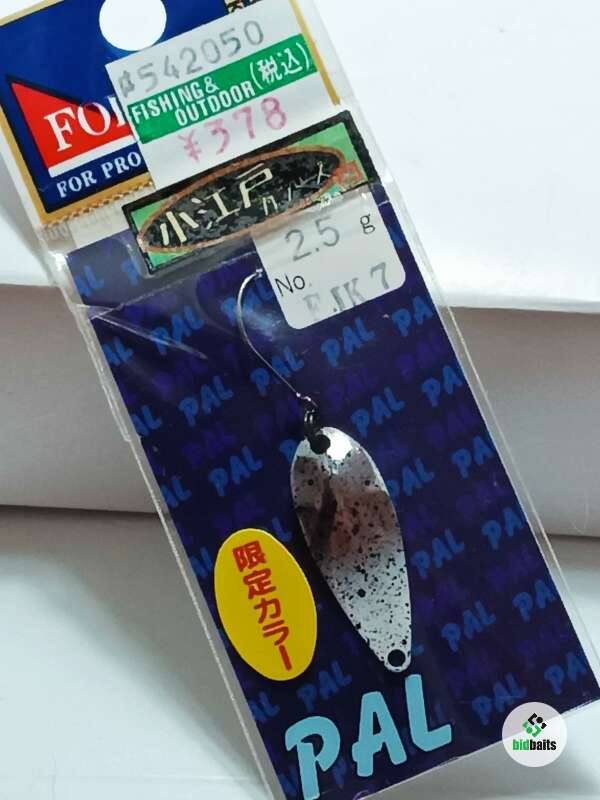 542050
FISHING &
OUTDOOR (税込)
¥378
FOR PRO
小江戸
2.5 g
No
PAL
限定カラー
PAL
bidbaits